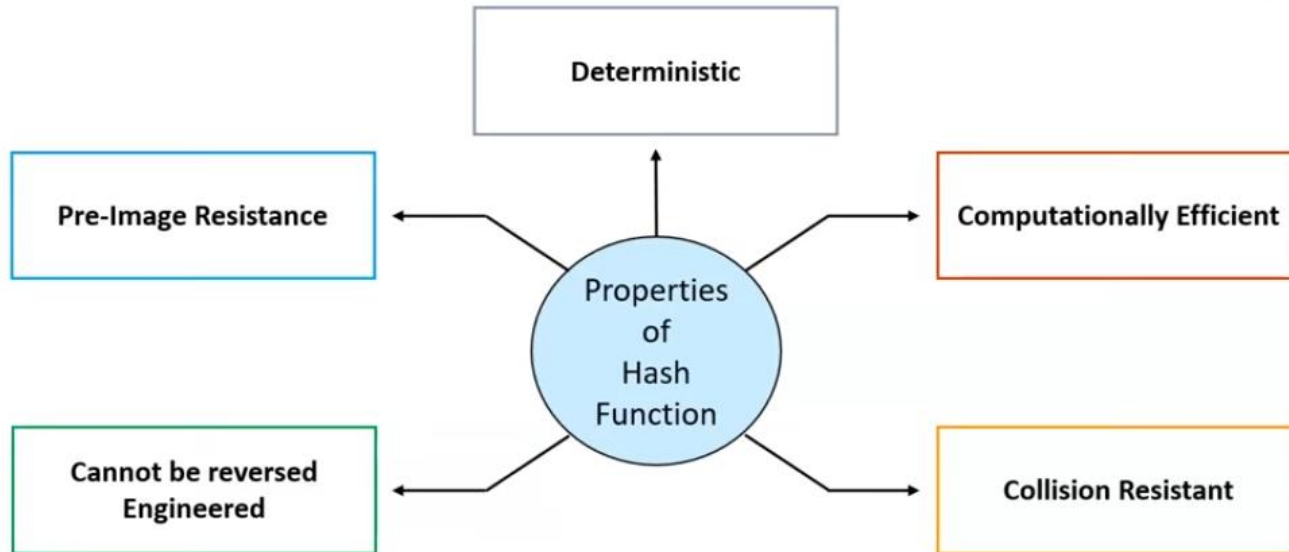 Deterministic
Pre-Image Resistance
Computationally Efficient
Properties
of
Hash
Function
Cannot be reversed
Engineered
Collision Resistant